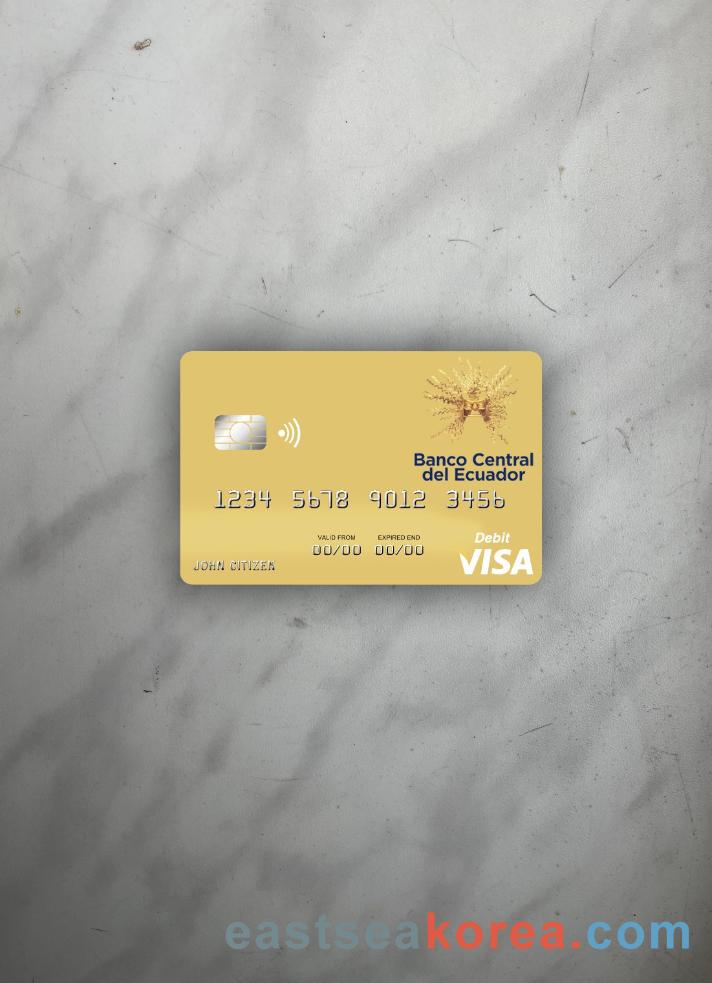 Banco Central
del Ecuador
1234 5678 9012 3456
VALID FROM EXPIRED END
00/00 00/00
JOHN CITIZEN
Debit
VISA
eastseakorea.com